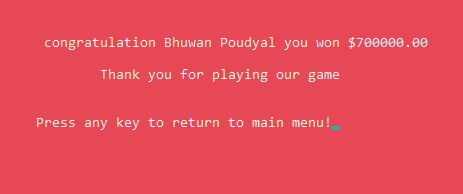 congratulation Bhuwan Poudyal you won $700000.00
Thank you for playing our game
Press any key to return to main menu!